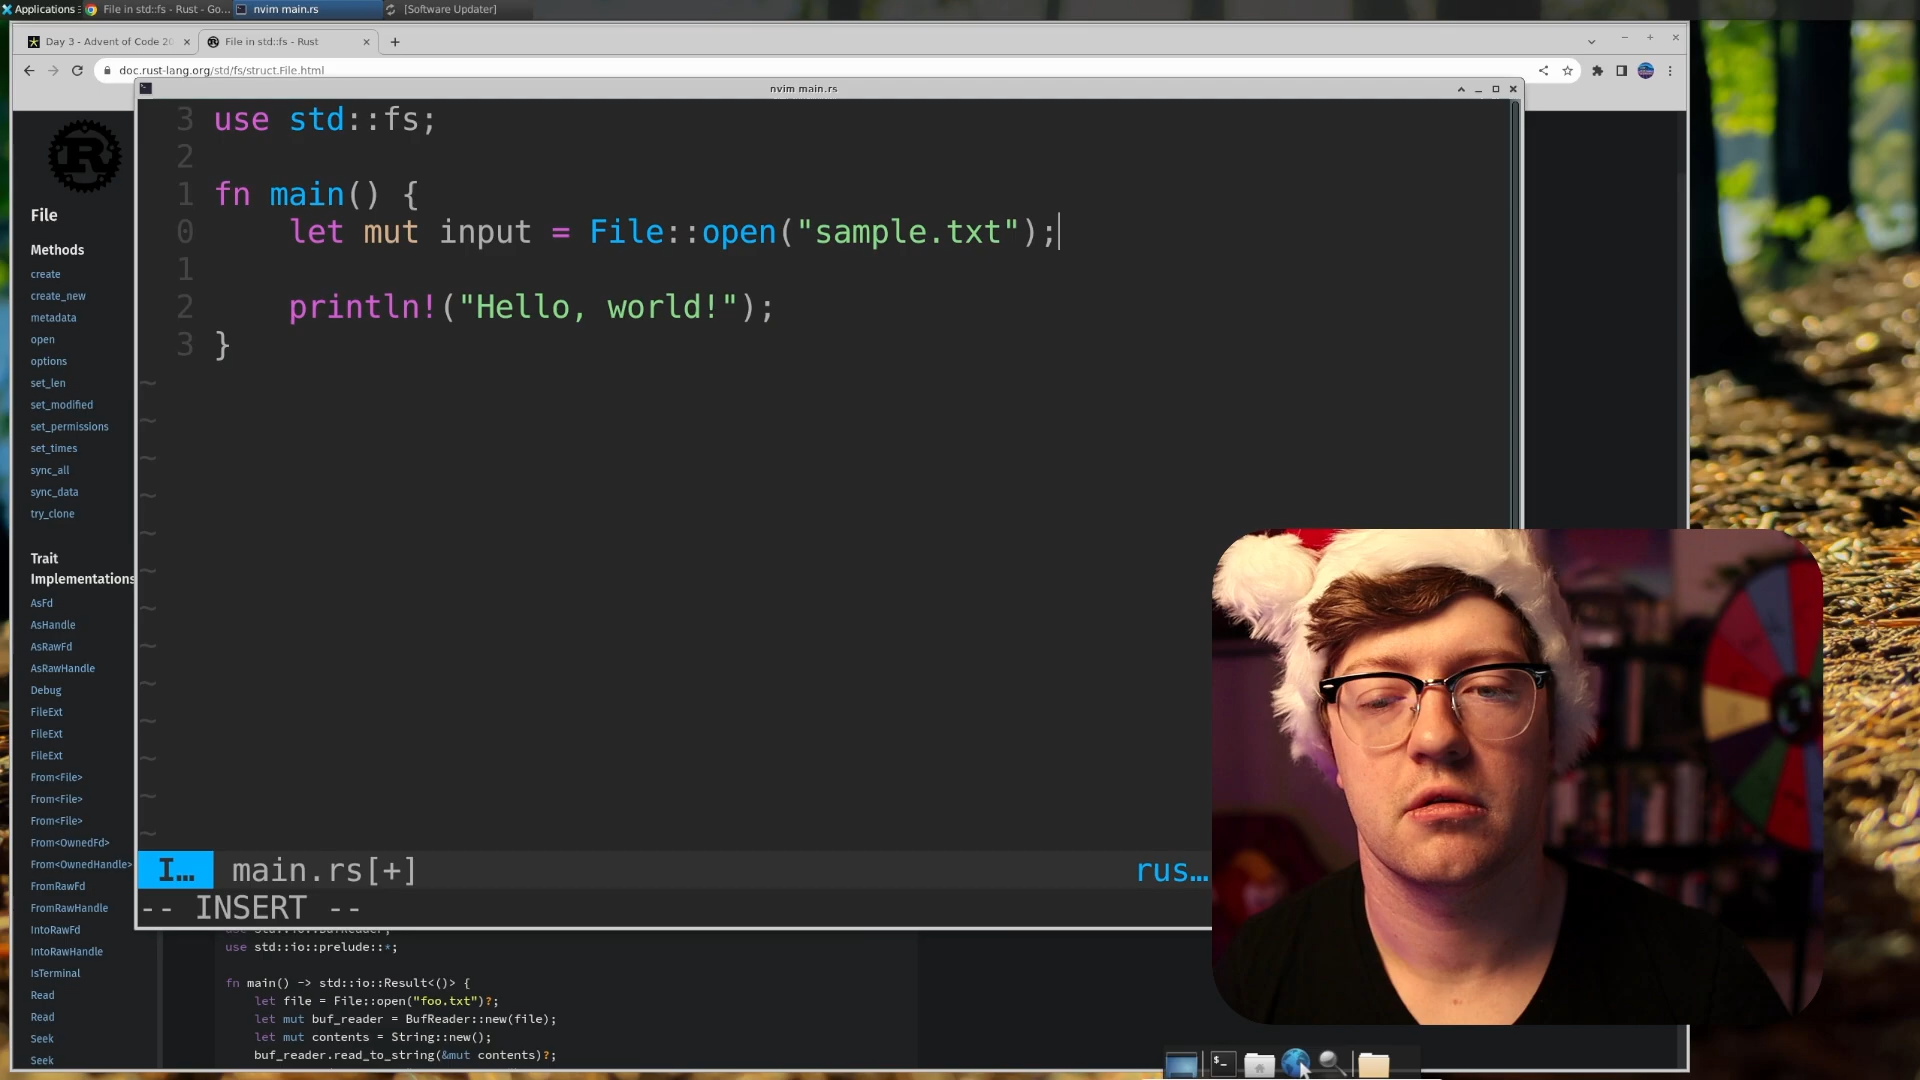 Applications
File in std::fs - Rust - Go...
nvim main.rs
[Software Updater]
Day 3 - Advent of Code 20
File in std::fs - Rust
doc.rust-lang.org/std/fs/struct.File.html
nvim main.rs
3 use std::fs;
2
1 fn main() {
0 let mut input = File::open("sample.txt");
1
2 println!("Hello, world!");
3 }
~
~
~
~
~
~
~
~
~
~
~
~
~
I... main.rs[+] rus...
-- INSERT --
File
Methods
create
create_new
metadata
open
options
set_len
set_modified
set_permissions
set_times
sync_all
sync_data
try_clone
Trait
Implementations
AsFd
AsHandle
AsRawFd
AsRawHandle
Debug
FileExt
FileExt
FileExt
From<File>
From<File>
From<File>
From<OwnedFd>
From<OwnedHandle>
FromRawFd
FromRawHandle
IntoRawFd
IntoRawHandle
IsTerminal
Read
Read
Seek
Seek
use std::io::BufReader;
use std::io::prelude::*;
fn main() -> std::io::Result<()> {
let file = File::open("foo.txt")?;
let mut buf_reader = BufReader::new(file);
let mut contents = String::new();
buf_reader.read_to_string(&mut contents)?;